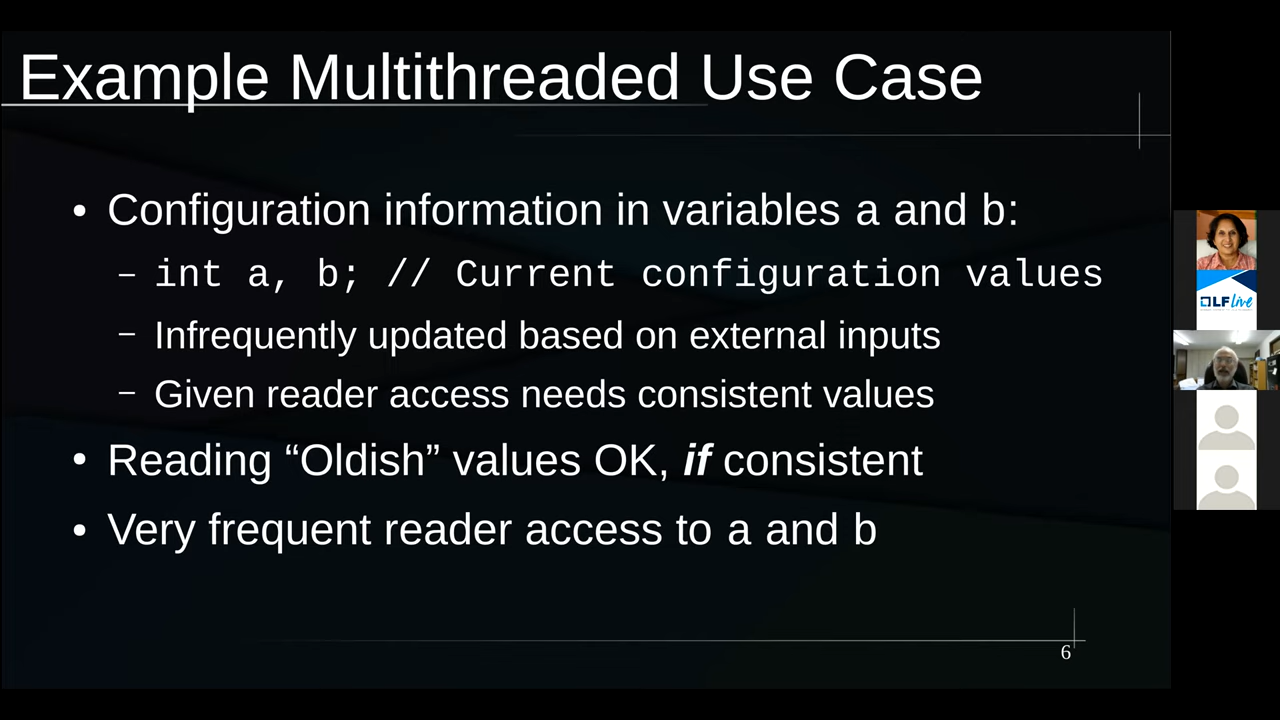 Example Multithreaded Use Case
• Configuration information in variables a and b:
– int a, b; // Current configuration values
– Infrequently updated based on external inputs
– Given reader access needs consistent values
• Reading “Oldish” values OK, if consistent
• Very frequent reader access to a and b
6
LF Live